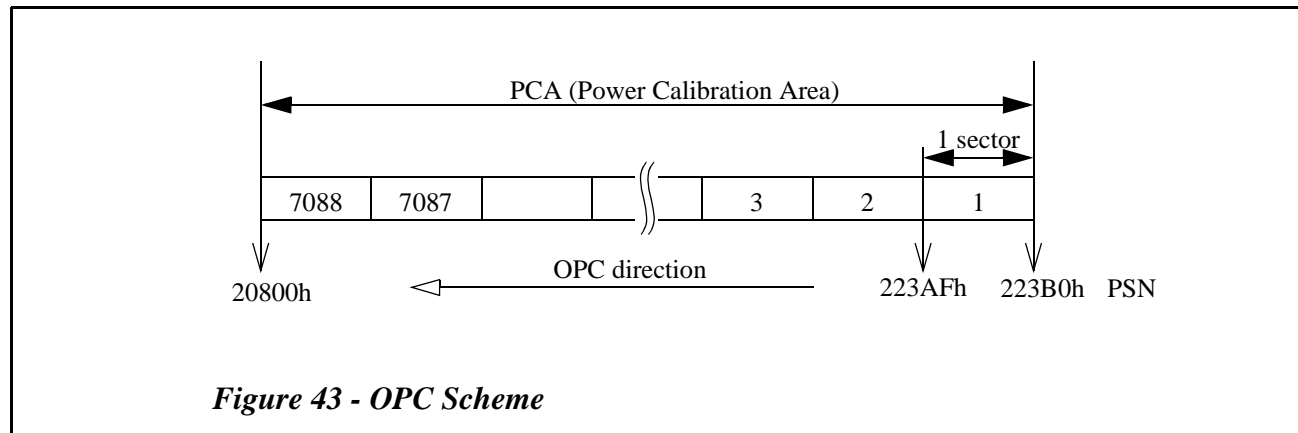 PCA (Power Calibration Area)
1 sector
7088 7087 3 2 1
OPC direction
20800h 223AFh 223B0h PSN
Figure 43 - OPC Scheme